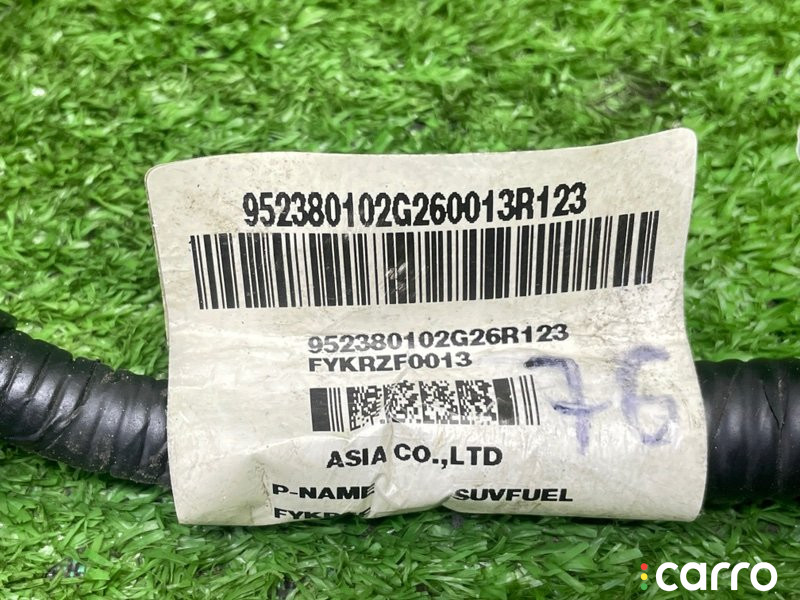 952380102G260013R123
952380102G26R123
FYKRZF0013
76
ASIA CO.,LTD
P-NAME SUVFUEL
carro